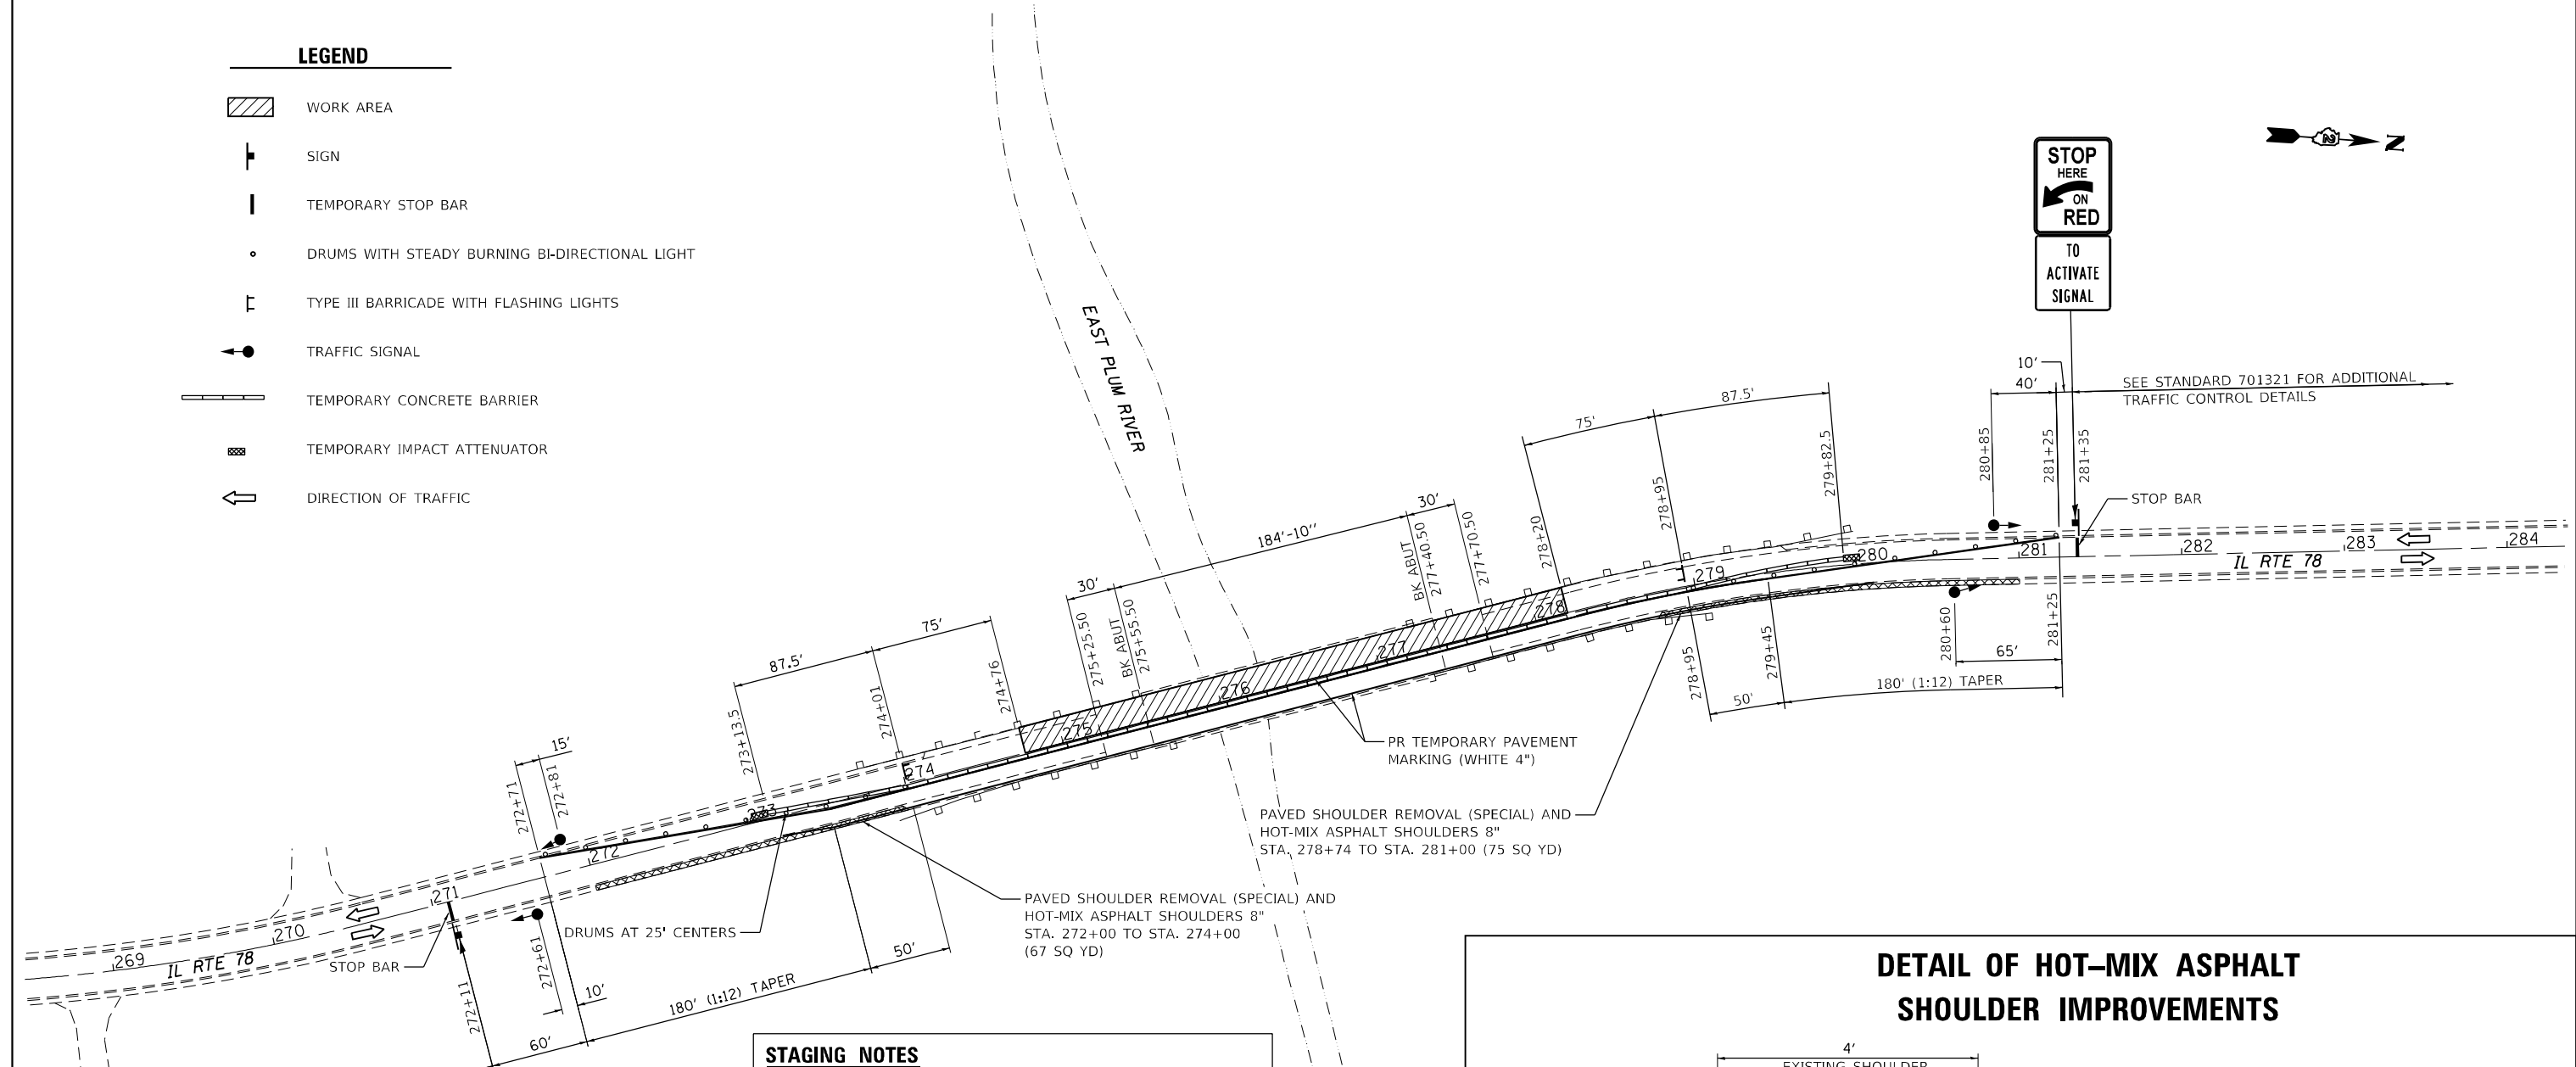 LEGEND
WORK AREA
SIGN
TEMPORARY STOP BAR
DRUMS WITH STEADY BURNING BI-DIRECTIONAL LIGHT
TYPE III BARRICADE WITH FLASHING LIGHTS
TRAFFIC SIGNAL
TEMPORARY CONCRETE BARRIER
TEMPORARY IMPACT ATTENUATOR
DIRECTION OF TRAFFIC
EAST PLUM RIVER
STOP
HERE
ON
RED
TO
ACTIVATE
SIGNAL
N
10'
40'
SEE STANDARD 701321 FOR ADDITIONAL
TRAFFIC CONTROL DETAILS
280+85
281+25
281+35
STOP BAR
75'
87.5'
278+20
278+95
279+82.5
30'
184'-10"
30'
275+25.50
BK ABUT
275+55.50
BK ABUT
277+40.50
277+70.50
87.5'
75'
273+13.5
274+01
274+76
15'
272+71
272+81
269
270
271
272
273
274
275
276
277
278
279
280
281
282
283
284
IL RTE 78
IL RTE 78
278+95
279+45
280+60
281+25
65'
50'
180' (1:12) TAPER
PR TEMPORARY PAVEMENT
MARKING (WHITE 4")
PAVED SHOULDER REMOVAL (SPECIAL) AND
HOT-MIX ASPHALT SHOULDERS 8"
STA. 278+74 TO STA. 281+00 (75 SQ YD)
PAVED SHOULDER REMOVAL (SPECIAL) AND
HOT-MIX ASPHALT SHOULDERS 8"
STA. 272+00 TO STA. 274+00
(67 SQ YD)
DRUMS AT 25' CENTERS
STOP BAR
272+11
272+61
10'
60'
180' (1:12) TAPER
50'
STAGING NOTES
DETAIL OF HOT-MIX ASPHALT
SHOULDER IMPROVEMENTS
4'
EXISTING SHOULDER